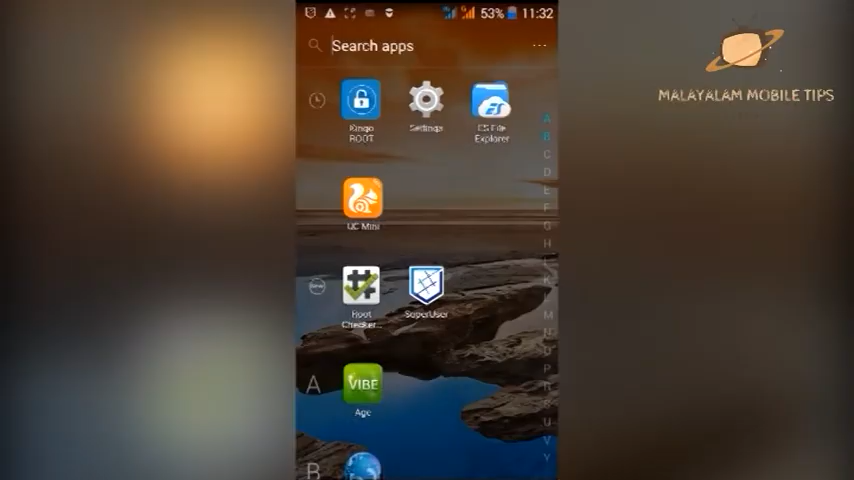 53% 11:32
Search apps
...
MALAYALAM MOBILE TIPS
Kingo ROOT
Settings
ES File Explorer
A
B
C
D
E
F
G
H
UC Mini
Root Checker...
SuperUser
M
N
P
R
U
V
Y
A
VIBE
Age
B